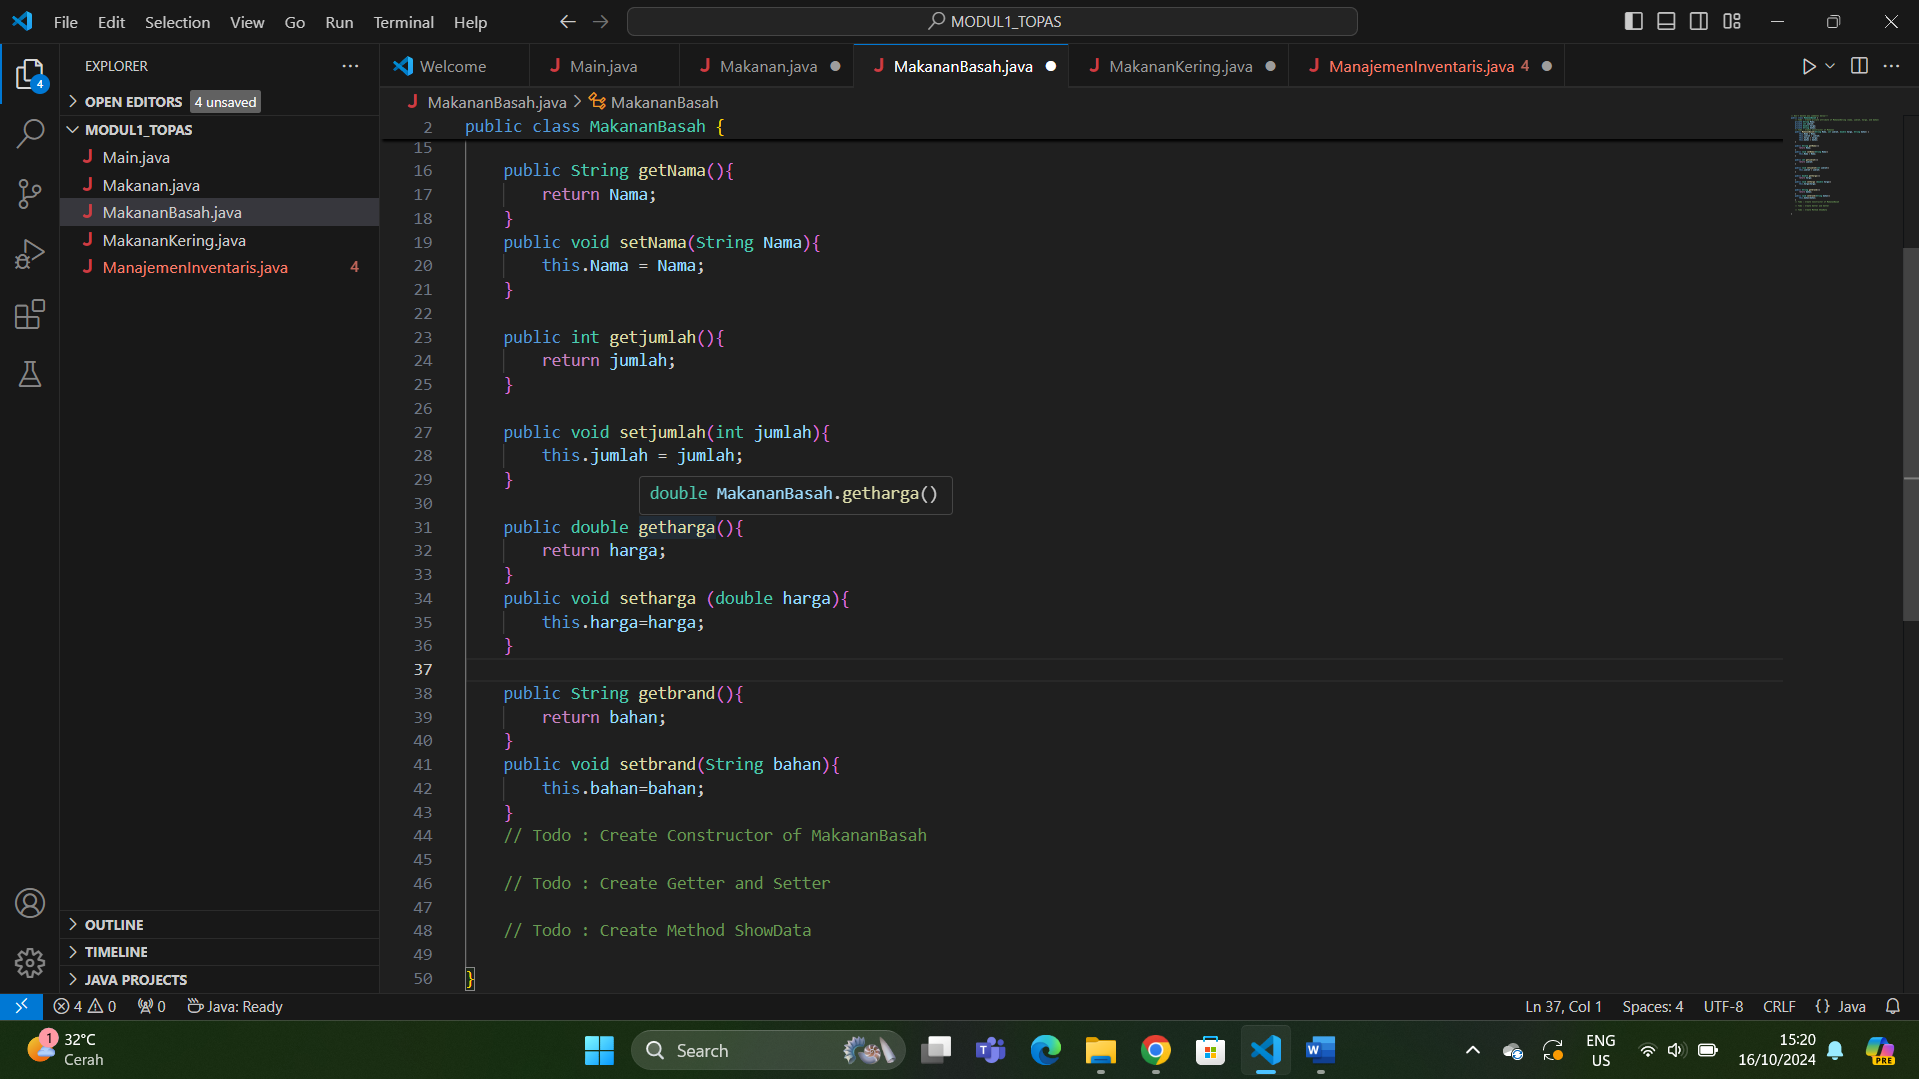 File Edit Selection View Go Run Terminal Help
MODUL1_TOPAS
EXPLORER
OPEN EDITORS 4 unsaved
MODUL1_TOPAS
Main.java
Makanan.java
MakananBasah.java
MakananKering.java
ManajemenInventaris.java 4
OUTLINE
TIMELINE
JAVA PROJECTS
4
Welcome Main.java Makanan.java MakananBasah.java MakananKering.java ManajemenInventaris.java 4
MakananBasah.java > MakananBasah
2 public class MakananBasah {
15
16 public String getNama(){
17 return Nama;
18 }
19 public void setNama(String Nama){
20 this.Nama = Nama;
21 }
22
23 public int getjumlah(){
24 return jumlah;
25 }
26
27 public void setjumlah(int jumlah){
28 this.jumlah = jumlah;
29 }
double MakananBasah.getharga()
30
31 public double getharga(){
32 return harga;
33 }
34 public void setharga (double harga){
35 this.harga=harga;
36 }
37
38 public String getbrand(){
39 return bahan;
40 }
41 public void setbrand(String bahan){
42 this.bahan=bahan;
43 }
44 // Todo : Create Constructor of MakananBasah
45
46 // Todo : Create Getter and Setter
47
48 // Todo : Create Method ShowData
49
50 }
4 0 0 Java: Ready
Ln 37, Col 1 Spaces: 4 UTF-8 CRLF {} Java
1 32°C
Cerah
Search
ENG
US
15:20
16/10/2024
PRE